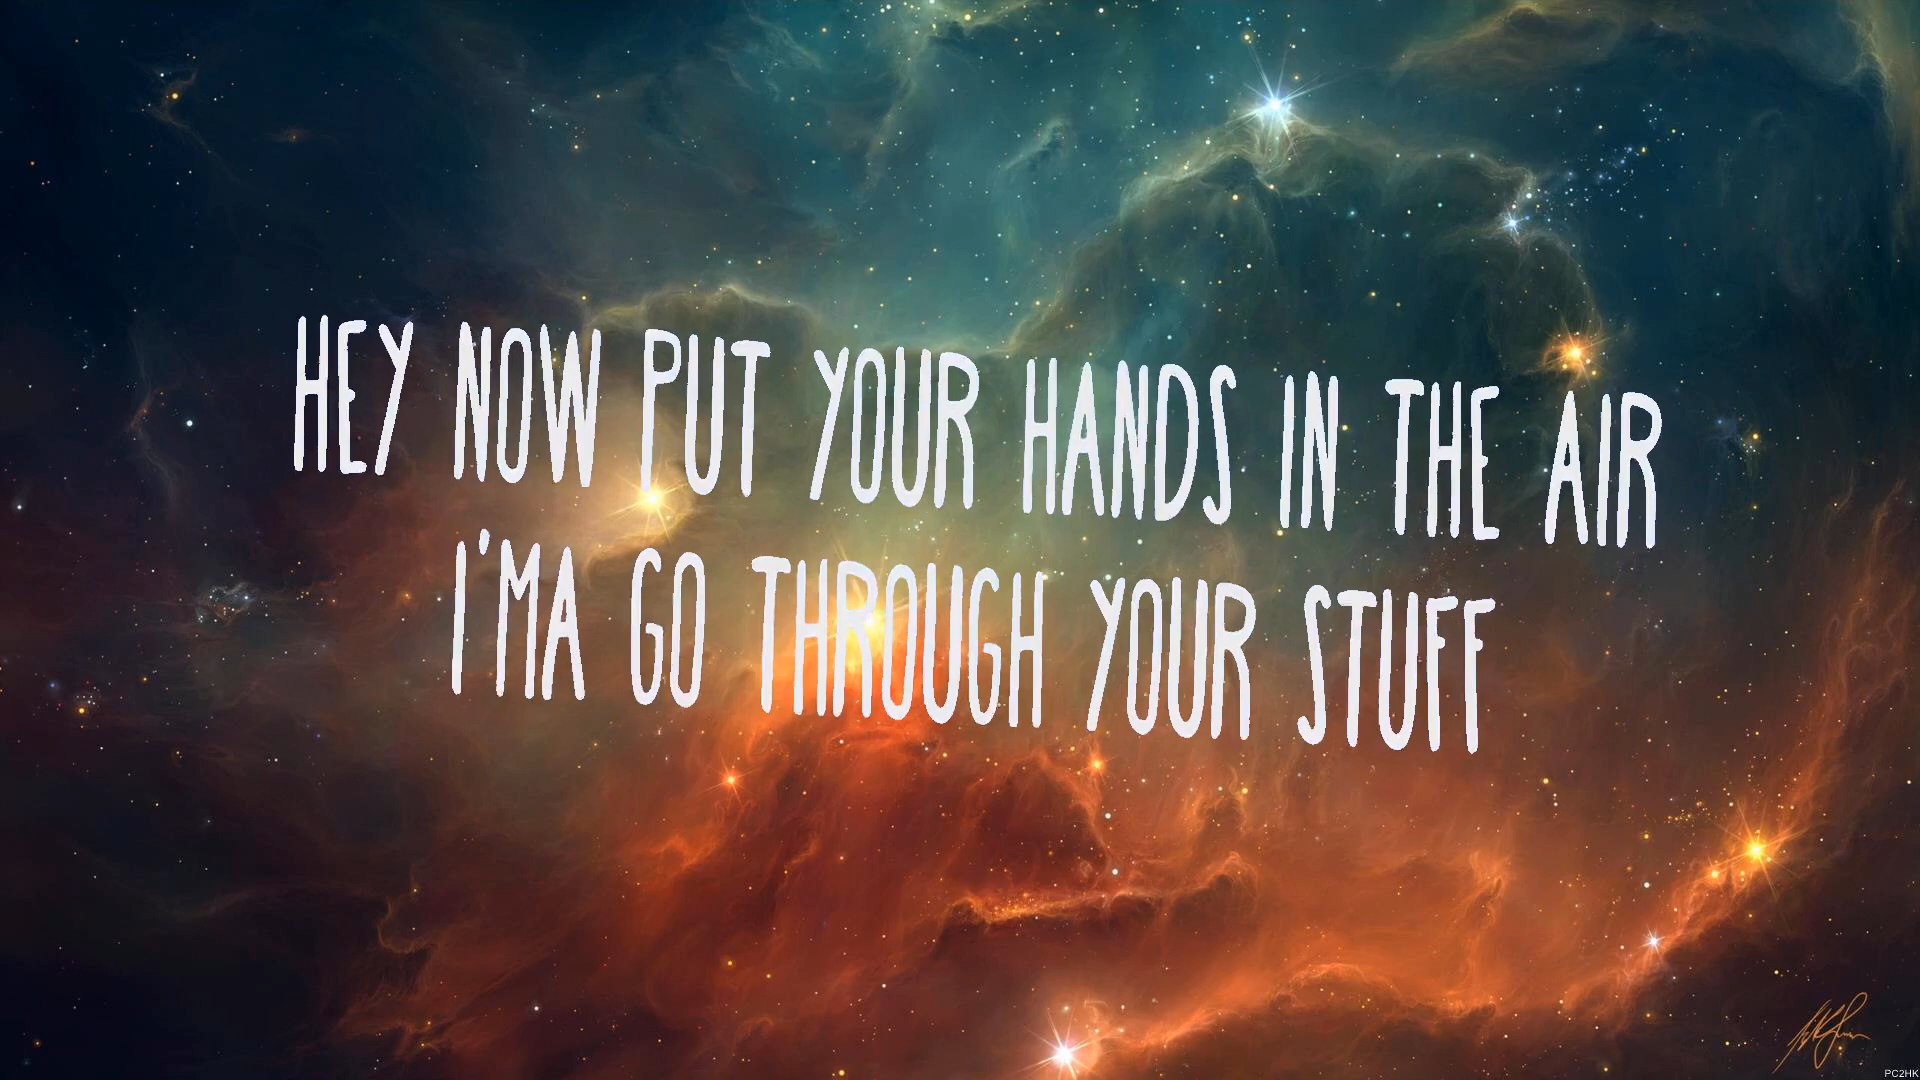 HEY NOW PUT YOUR HANDS IN THE AIR
I'MA GO THROUGH YOUR STUFF
PC2HK